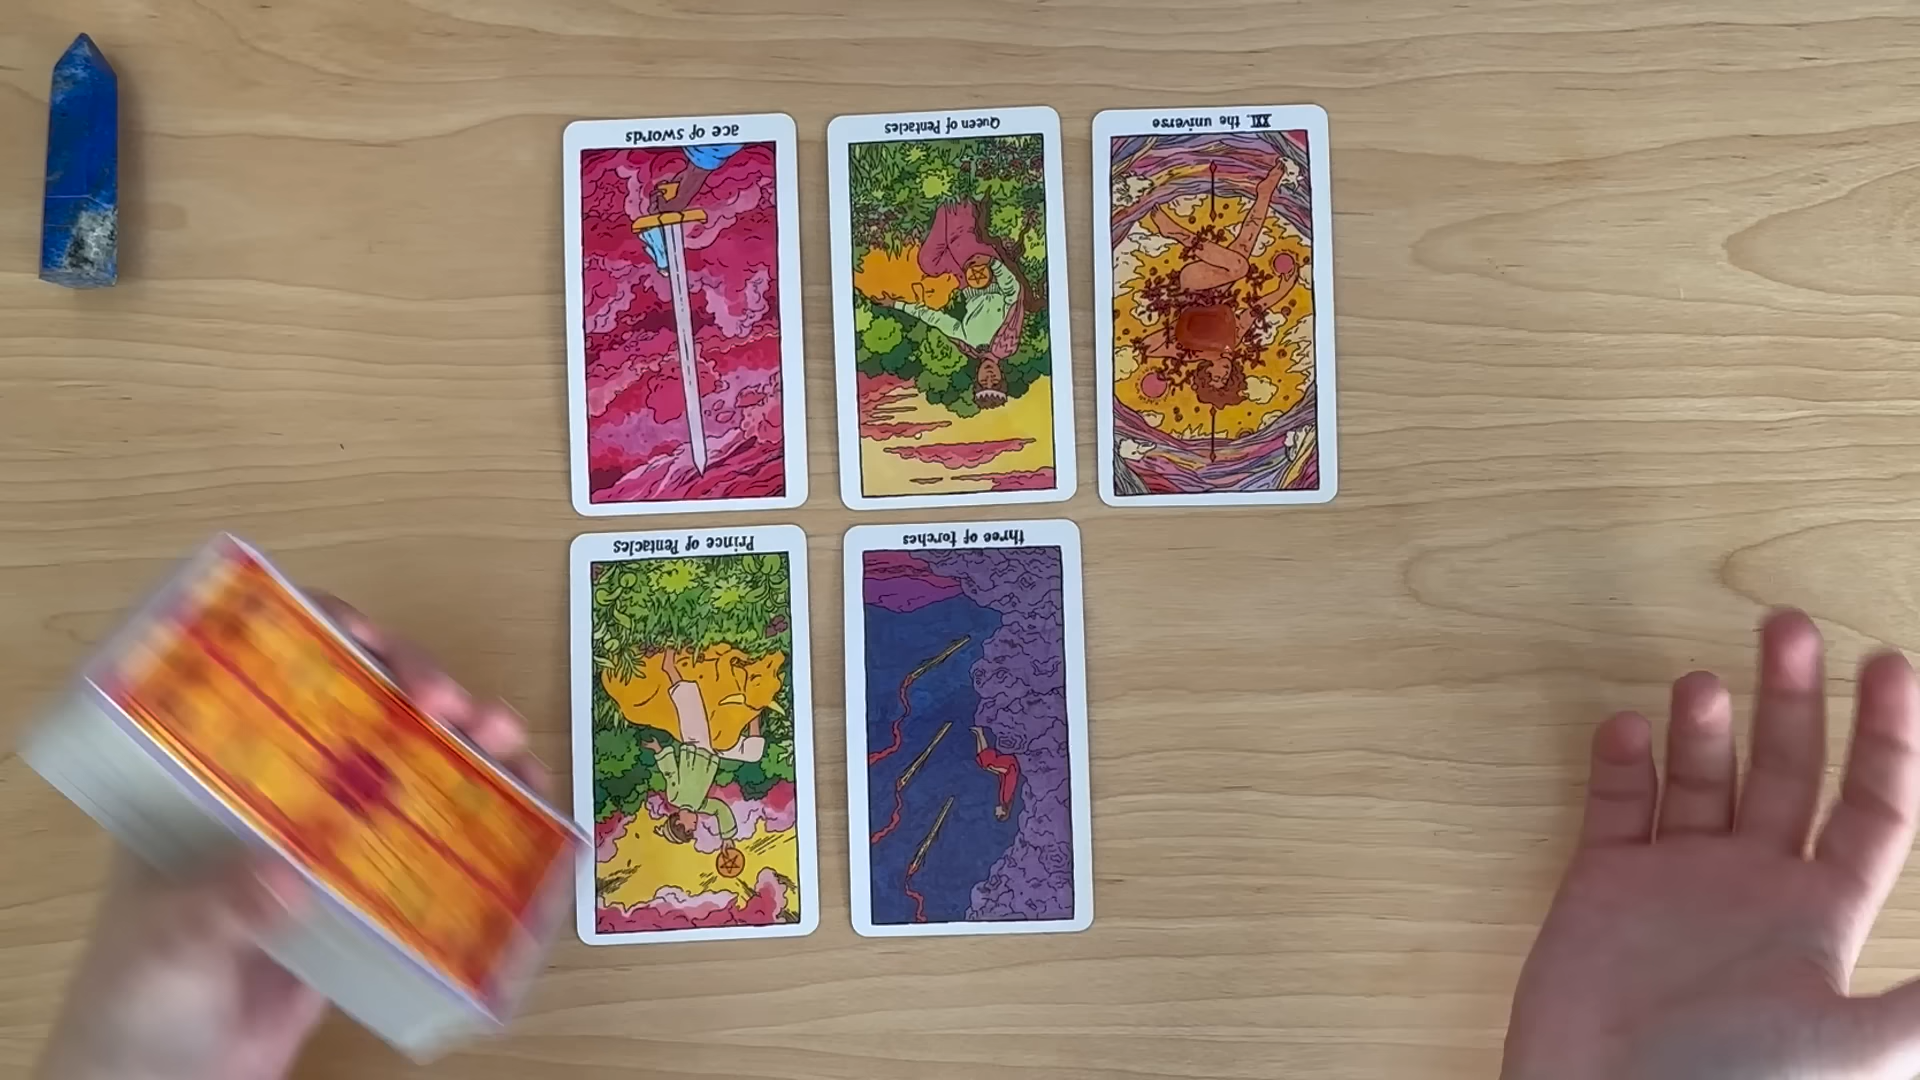 ace of swords
Queen of Pentacles
XXI. the universe
Prince of Pentacles
three of torches